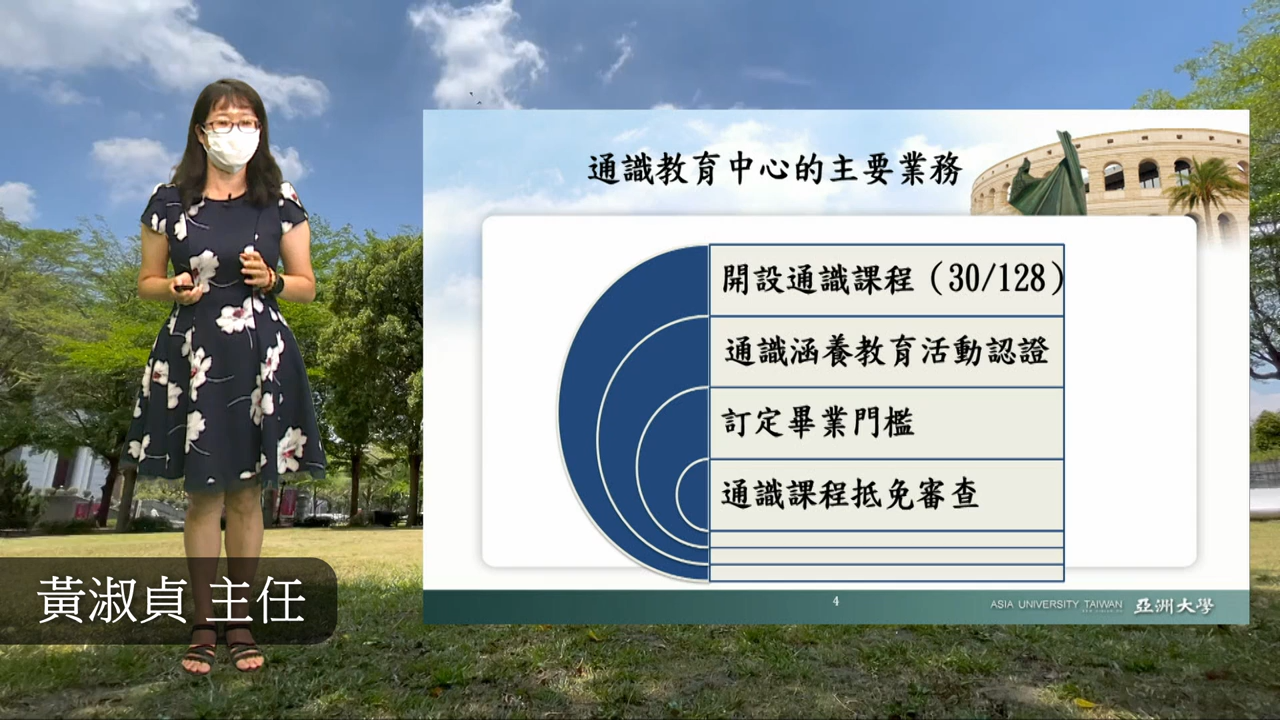 通識教育中心的主要業務
開設通識課程（30/128）
通識涵養教育活動認證
訂定畢業門檻
通識課程抵免審查
4
ASIA UNIVERSITY TAIWAN 亞洲大學
黃淑貞 主任